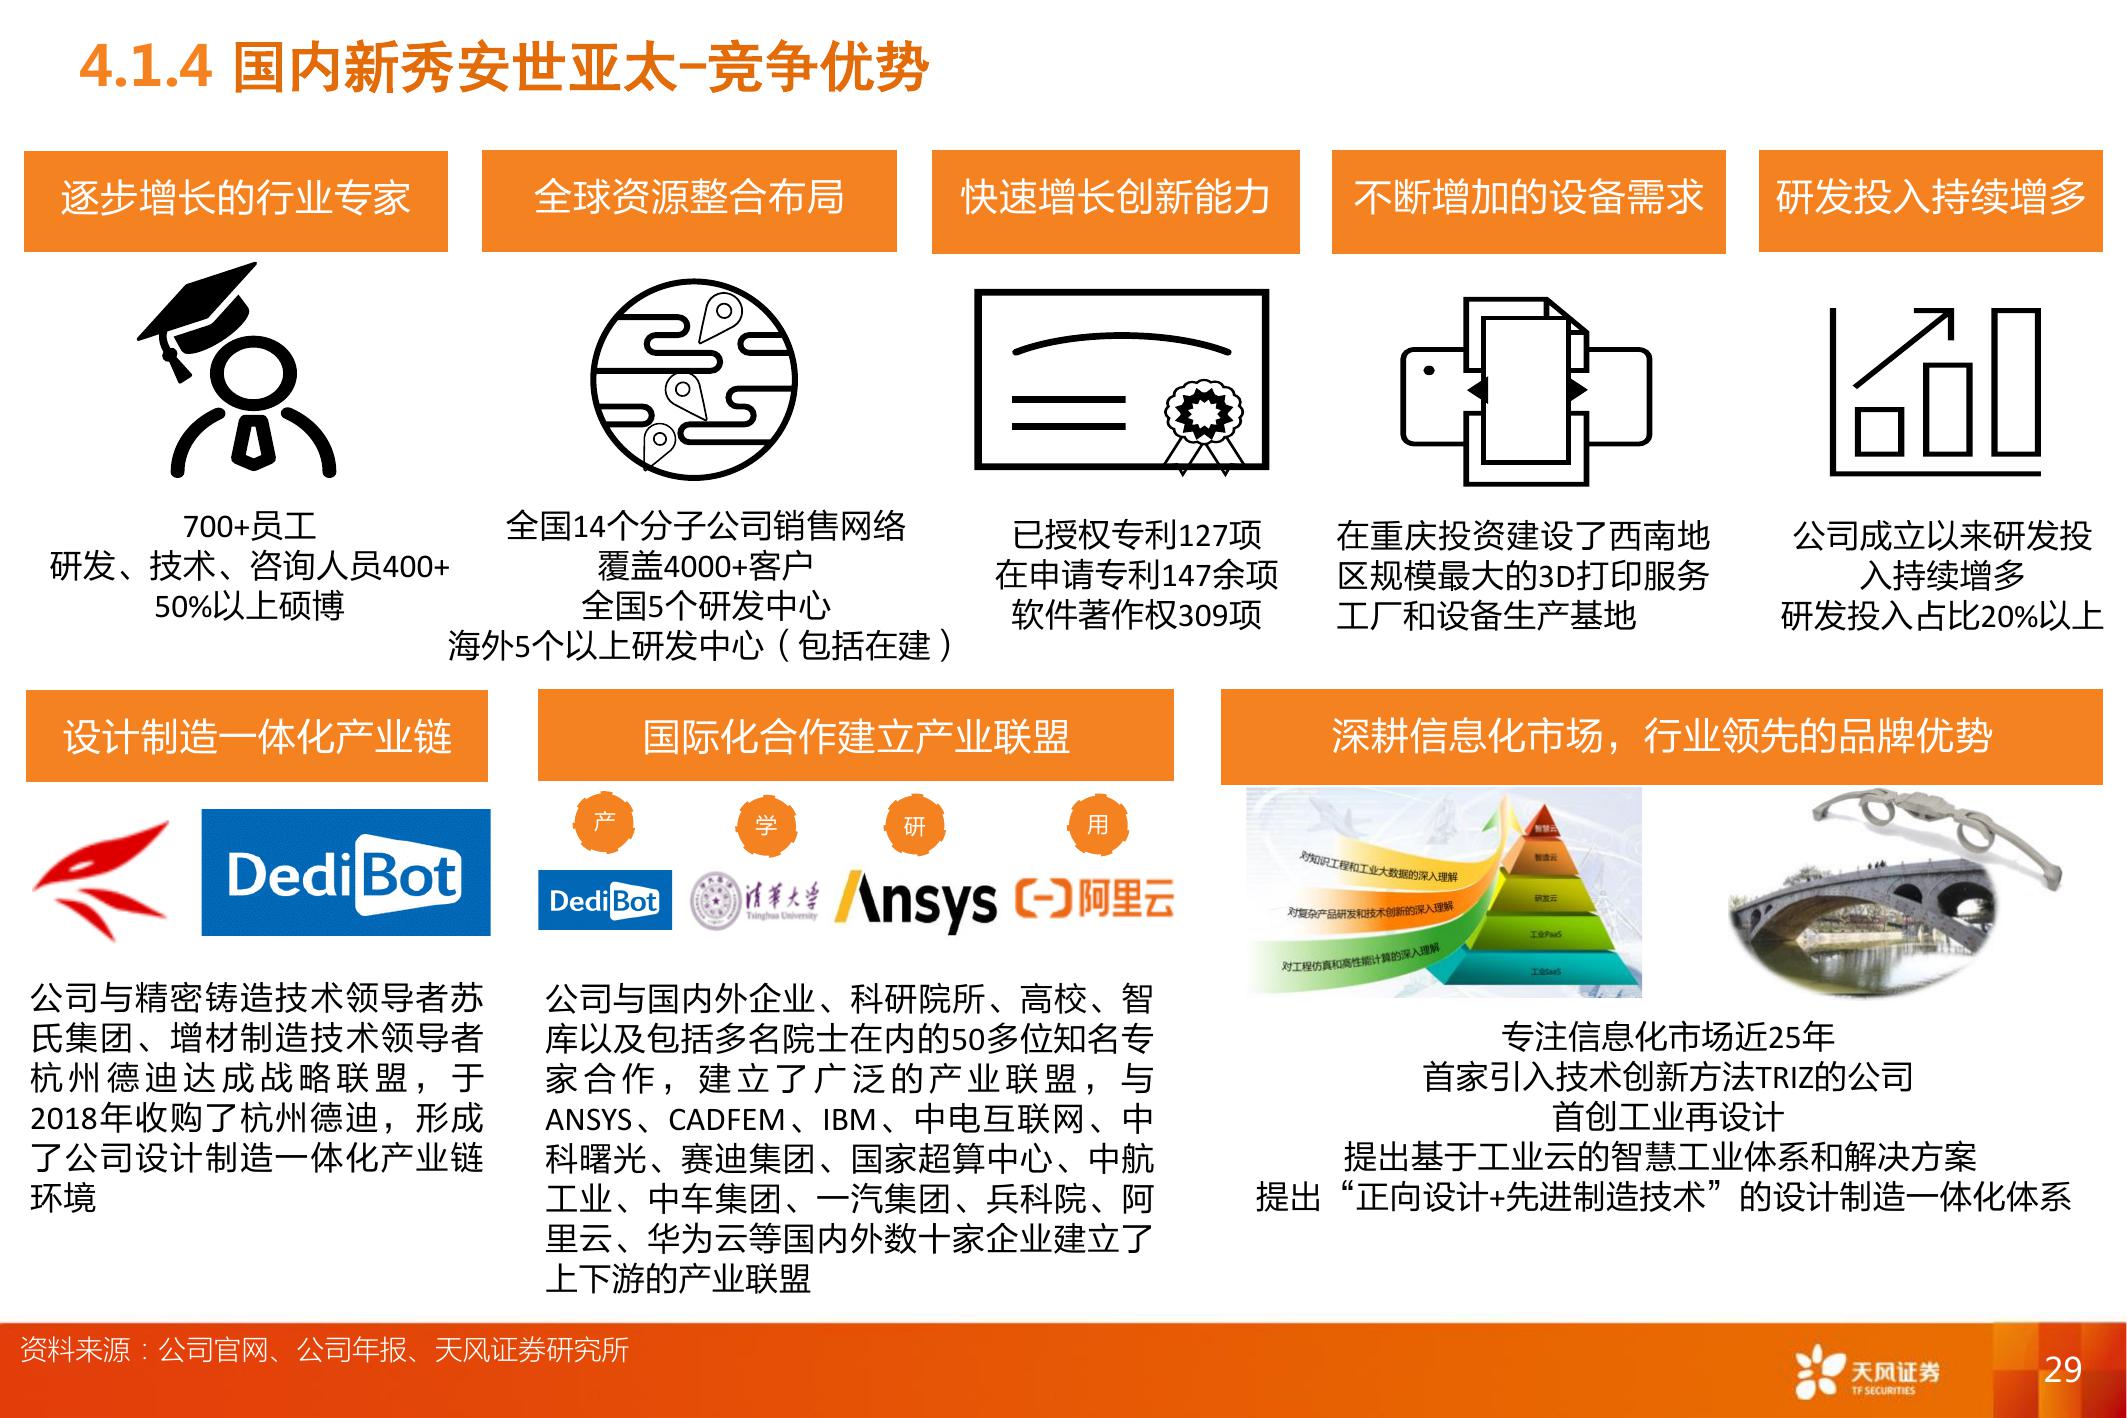 4.1.4 国内新秀安世亚太-竞争优势
逐步增长的行业专家
700+员工
研发、技术、咨询人员400+
50%以上硕博
全球资源整合布局
全国14个分子公司销售网络
覆盖4000+客户
全国5个研发中心
海外5个以上研发中心（包括在建）
快速增长创新能力
已授权专利127项
在申请专利147余项
软件著作权309项
不断增加的设备需求
在重庆投资建设了西南地
区规模最大的3D打印服务
工厂和设备生产基地
研发投入持续增多
公司成立以来研发投
入持续增多
研发投入占比20%以上
设计制造一体化产业链
DediBot
公司与精密铸造技术领导者苏
氏集团、增材制造技术领导者
杭州德迪达成战略联盟，于
2018年收购了杭州德迪，形成
了公司设计制造一体化产业链
环境
国际化合作建立产业联盟
产
学
研
用
DediBot
清华大学
Tsinghua University
Ansys
阿里云
公司与国内外企业、科研院所、高校、智
库以及包括多名院士在内的50多位知名专
家合作，建立了广泛的产业联盟，与
ANSYS、CADFEM、IBM、中电互联网、中
科曙光、赛迪集团、国家超算中心、中航
工业、中车集团、一汽集团、兵科院、阿
里云、华为云等国内外数十家企业建立了
上下游的产业联盟
深耕信息化市场，行业领先的品牌优势
对知识工程和工业大数据的深入理解
对复杂产品研发和技术创新的深入理解
对工程仿真和高性能计算的深入理解
智慧云
智造云
研发云
工业PaaS
工业SaaS
专注信息化市场近25年
首家引入技术创新方法TRIZ的公司
首创工业再设计
提出基于工业云的智慧工业体系和解决方案
提出“正向设计+先进制造技术”的设计制造一体化体系
资料来源：公司官网、公司年报、天风证券研究所
天风证券
TF SECURITIES
29